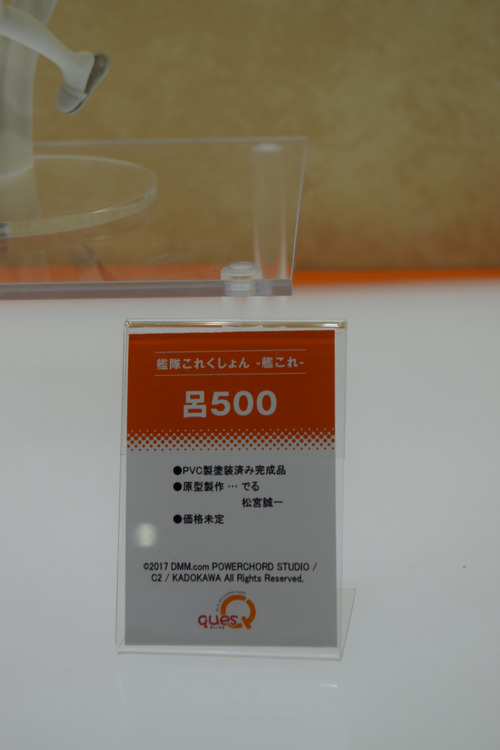 艦隊これくしょん -艦これ-
呂500
●PVC製塗装済み完成品
●原型製作 … でる
松宮誠一
●価格未定
©2017 DMM.com POWERCHORD STUDIO /
C2 / KADOKAWA All Rights Reserved.
quesQ